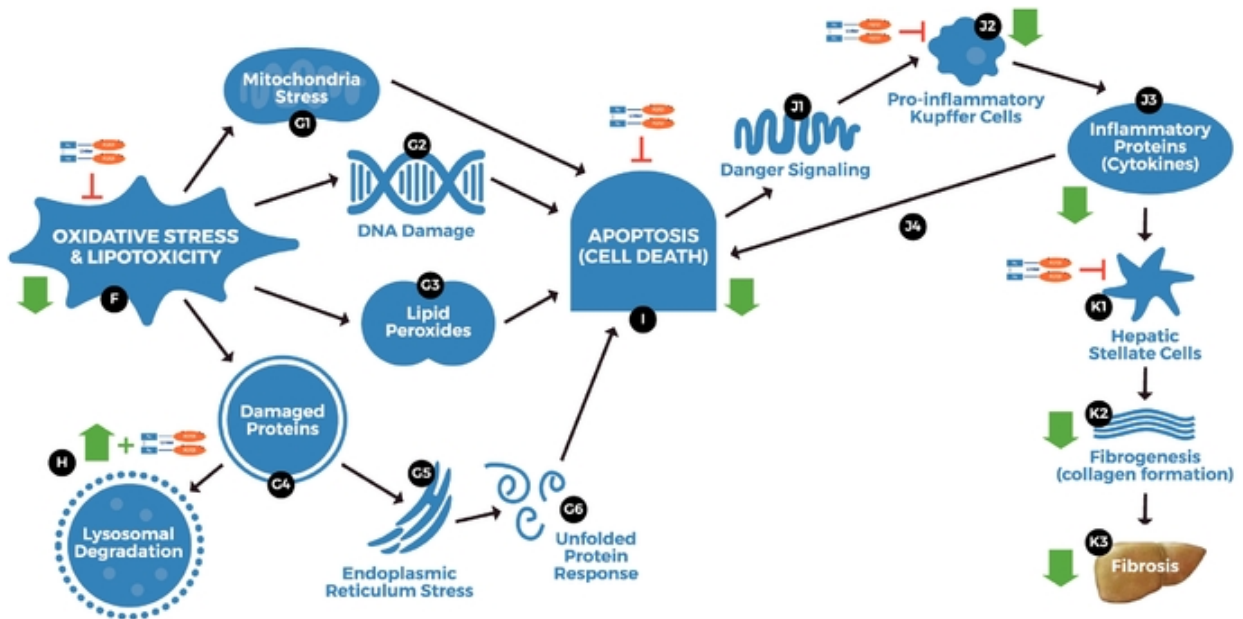 Mitochondria
Stress
G1
G2
DNA Damage
OXIDATIVE STRESS
& LIPOTOXICITY
F
G3
Lipid
Peroxides
Damaged
Proteins
G4
H
+
Lysosomal
Degradation
G5
Endoplasmic
Reticulum Stress
G6
Unfolded
Protein
Response
APOPTOSIS
(CELL DEATH)
I
J1
Danger Signaling
J2
Pro-inflammatory
Kupffer Cells
J3
Inflammatory
Proteins
(Cytokines)
J4
K1
Hepatic
Stellate Cells
K2
Fibrogenesis
(collagen formation)
K3
Fibrosis